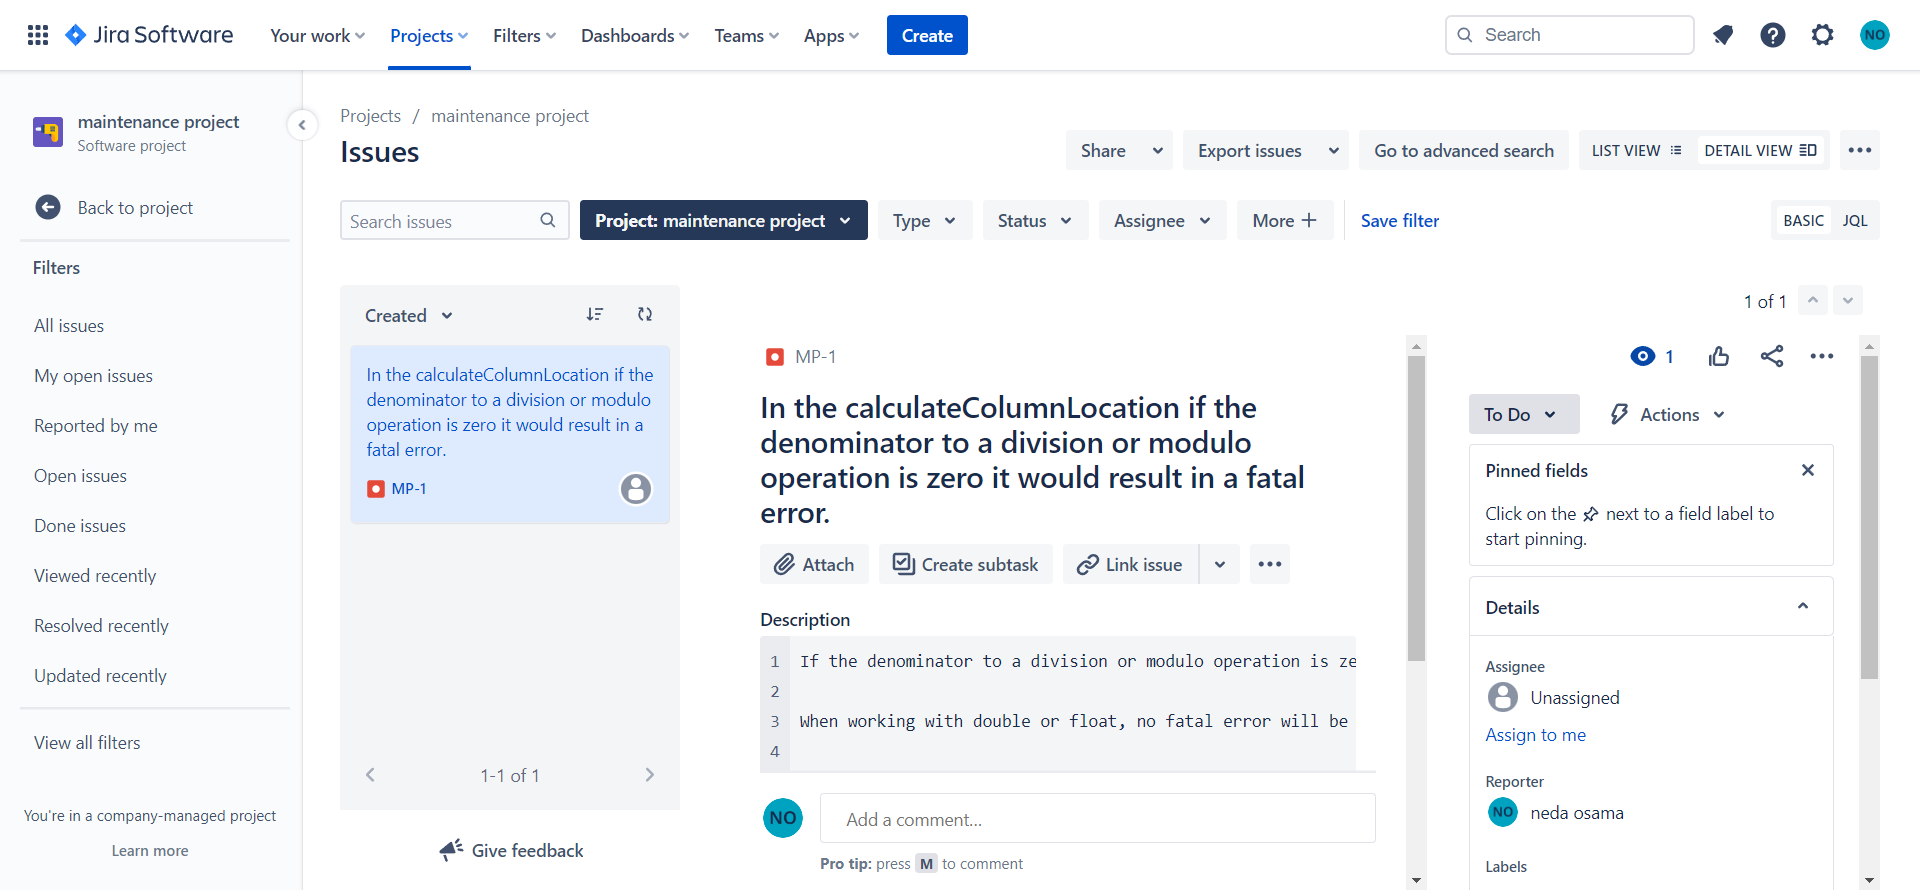 Jira Software
Your work
Projects
Filters
Dashboards
Teams
Apps
Create
Search
NO
maintenance project
Software project
Back to project
Filters
All issues
My open issues
Reported by me
Open issues
Done issues
Viewed recently
Resolved recently
Updated recently
View all filters
You're in a company-managed project
Learn more
Projects / maintenance project
Issues
Share
Export issues
Go to advanced search
LIST VIEW
DETAIL VIEW
Search issues
Project: maintenance project
Type
Status
Assignee
More
Save filter
BASIC
JQL
Created
In the calculateColumnLocation if the
denominator to a division or modulo
operation is zero it would result in a
fatal error.
MP-1
1-1 of 1
Give feedback
1 of 1
MP-1
In the calculateColumnLocation if the
denominator to a division or modulo
operation is zero it would result in a fatal
error.
Attach
Create subtask
Link issue
Description
1 If the denominator to a division or modulo operation is ze
2
3 When working with double or float, no fatal error will be
4
NO
Add a comment...
Pro tip: press M to comment
1
To Do
Actions
Pinned fields
Click on the next to a field label to
start pinning.
Details
Assignee
Unassigned
Assign to me
Reporter
NO
neda osama
Labels